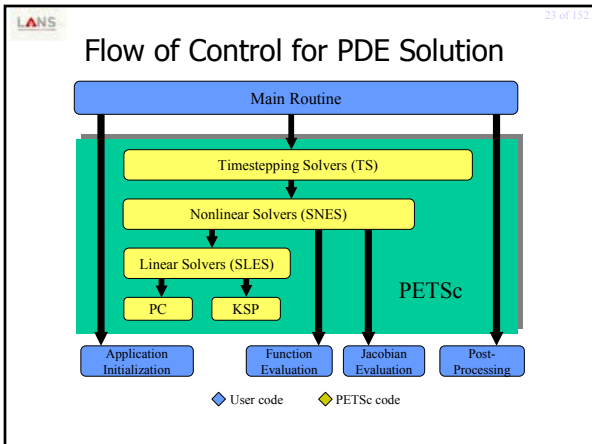 LANS
23 of 152
Flow of Control for PDE Solution
Main Routine
Timestepping Solvers (TS)
Nonlinear Solvers (SNES)
Linear Solvers (SLES)
PETSc
PC
KSP
Application
Initialization
Function
Evaluation
Jacobian
Evaluation
Post-
Processing
User code
PETSc code